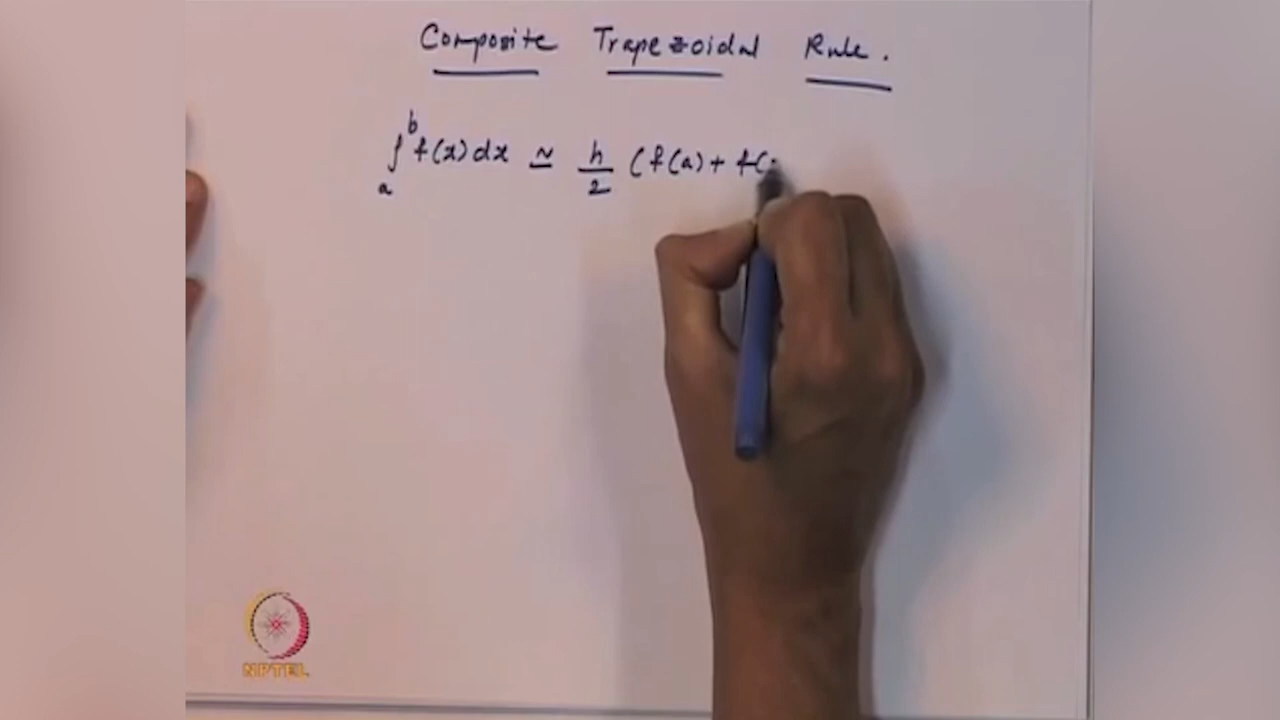 Composite Trapezoidal Rule.
∫_a^b f(x)dx ≃ h/2 (f(a)+ f(
NPTEL